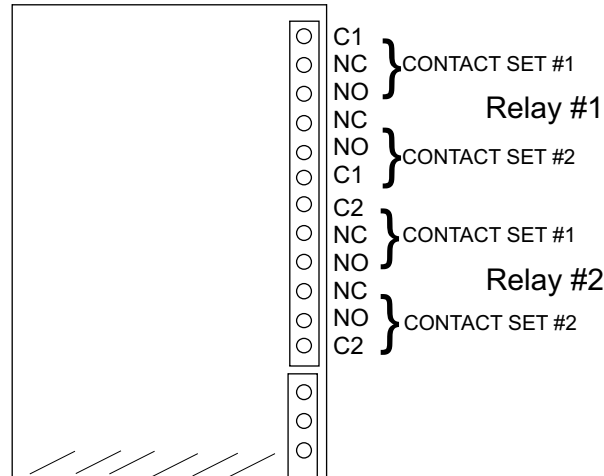 C1
NC
NO
CONTACT SET #1
Relay #1
NC
NO
C1
CONTACT SET #2
C2
NC
NO
CONTACT SET #1
Relay #2
NC
NO
C2
CONTACT SET #2